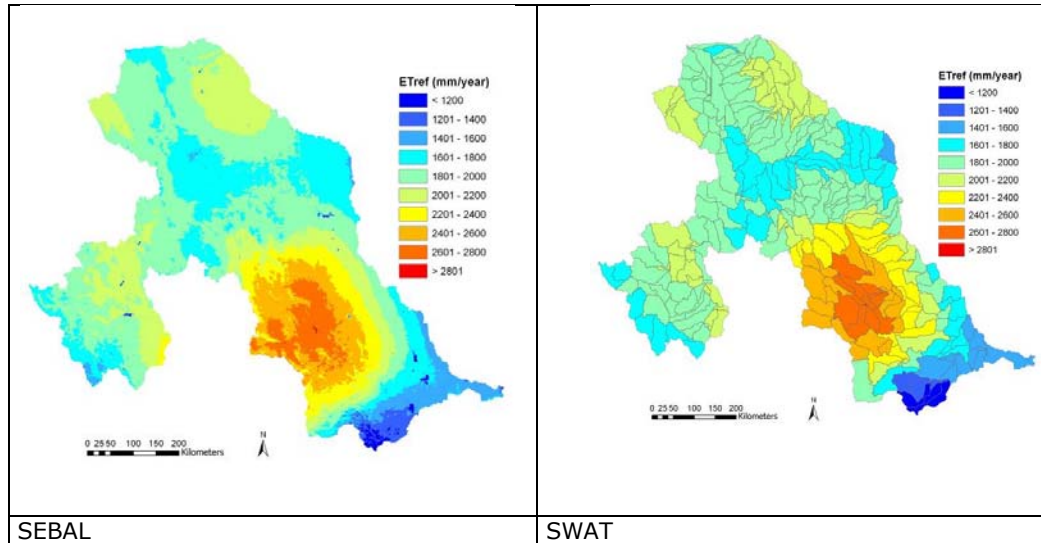 ETref (mm/year)
< 1200
1201 - 1400
1401 - 1600
1601 - 1800
1801 - 2000
2001 - 2200
2201 - 2400
2401 - 2600
2601 - 2800
> 2801
N
0 25 50 100 150 200
Kilometers
SEBAL
ETref (mm/year)
< 1200
1201 - 1400
1401 - 1600
1601 - 1800
1801 - 2000
2001 - 2200
2201 - 2400
2401 - 2600
2601 - 2800
> 2801
N
0 25 50 100 150 200
Kilometers
SWAT